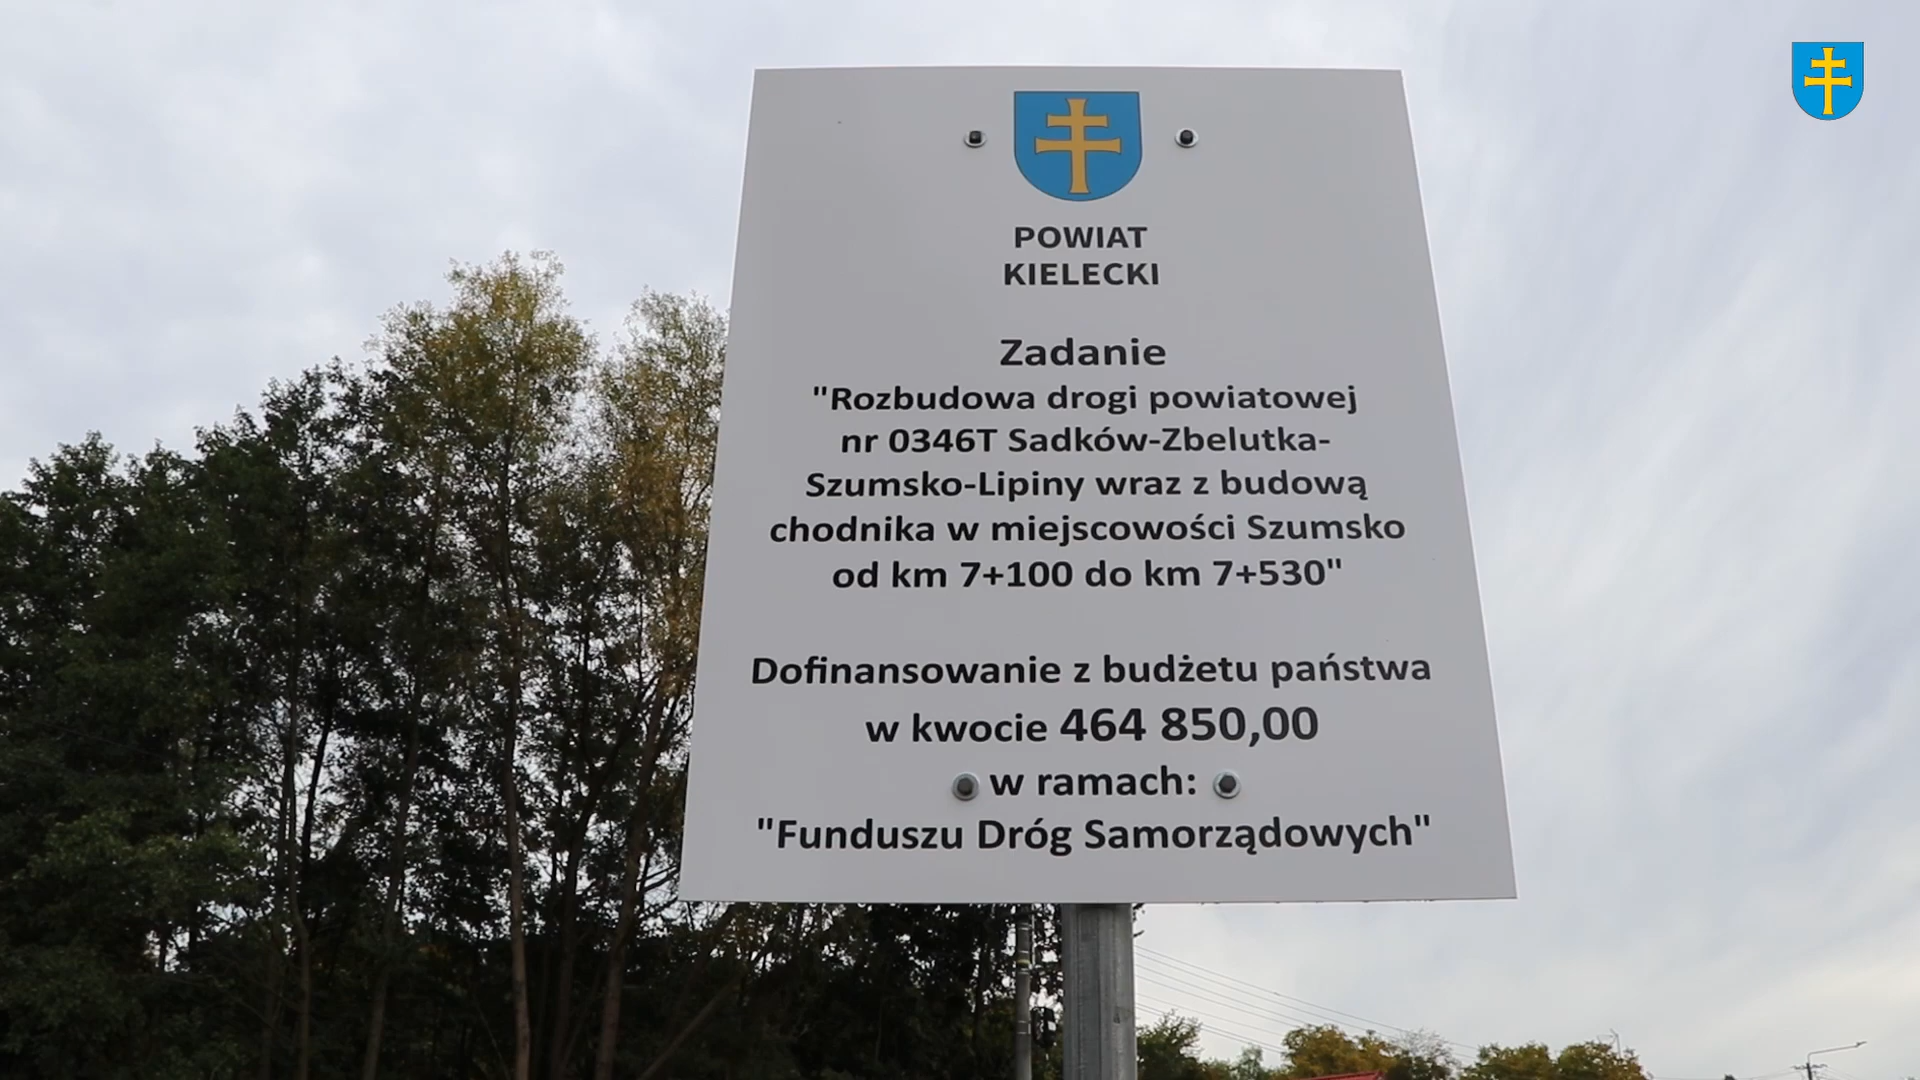 POWIAT
KIELECKI
Zadanie
"Rozbudowa drogi powiatowej
nr 0346T Sadków-Zbelutka-
Szumsko-Lipiny wraz z budową
chodnika w miejscowości Szumsko
od km 7+100 do km 7+530"
Dofinansowanie z budżetu państwa
w kwocie 464 850,00
w ramach:
"Funduszu Dróg Samorządowych"